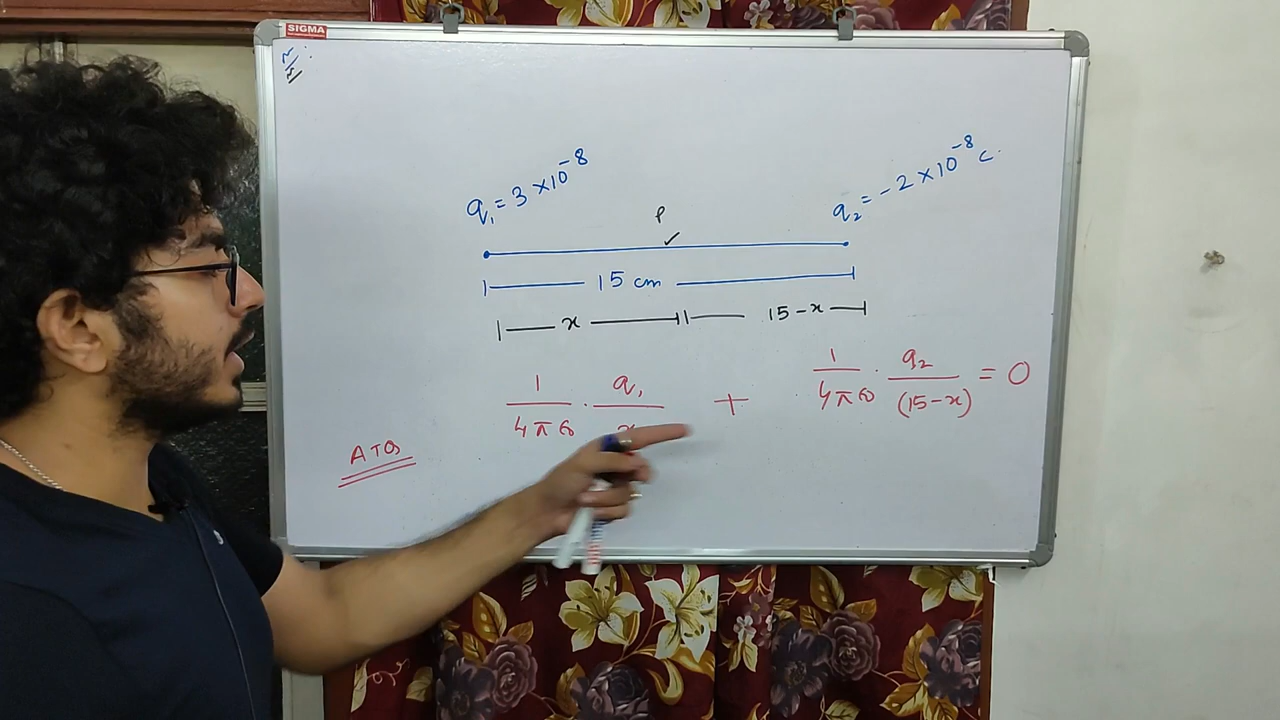 SIGMA
q₁ = 3 × 10⁻⁸
q₂ = -2 × 10⁻⁸ C.
P
15 cm
x
15-x
1/4πε₀ · q₁/x + 1/4πε₀ · q₂/(15-x) = 0
ATQ